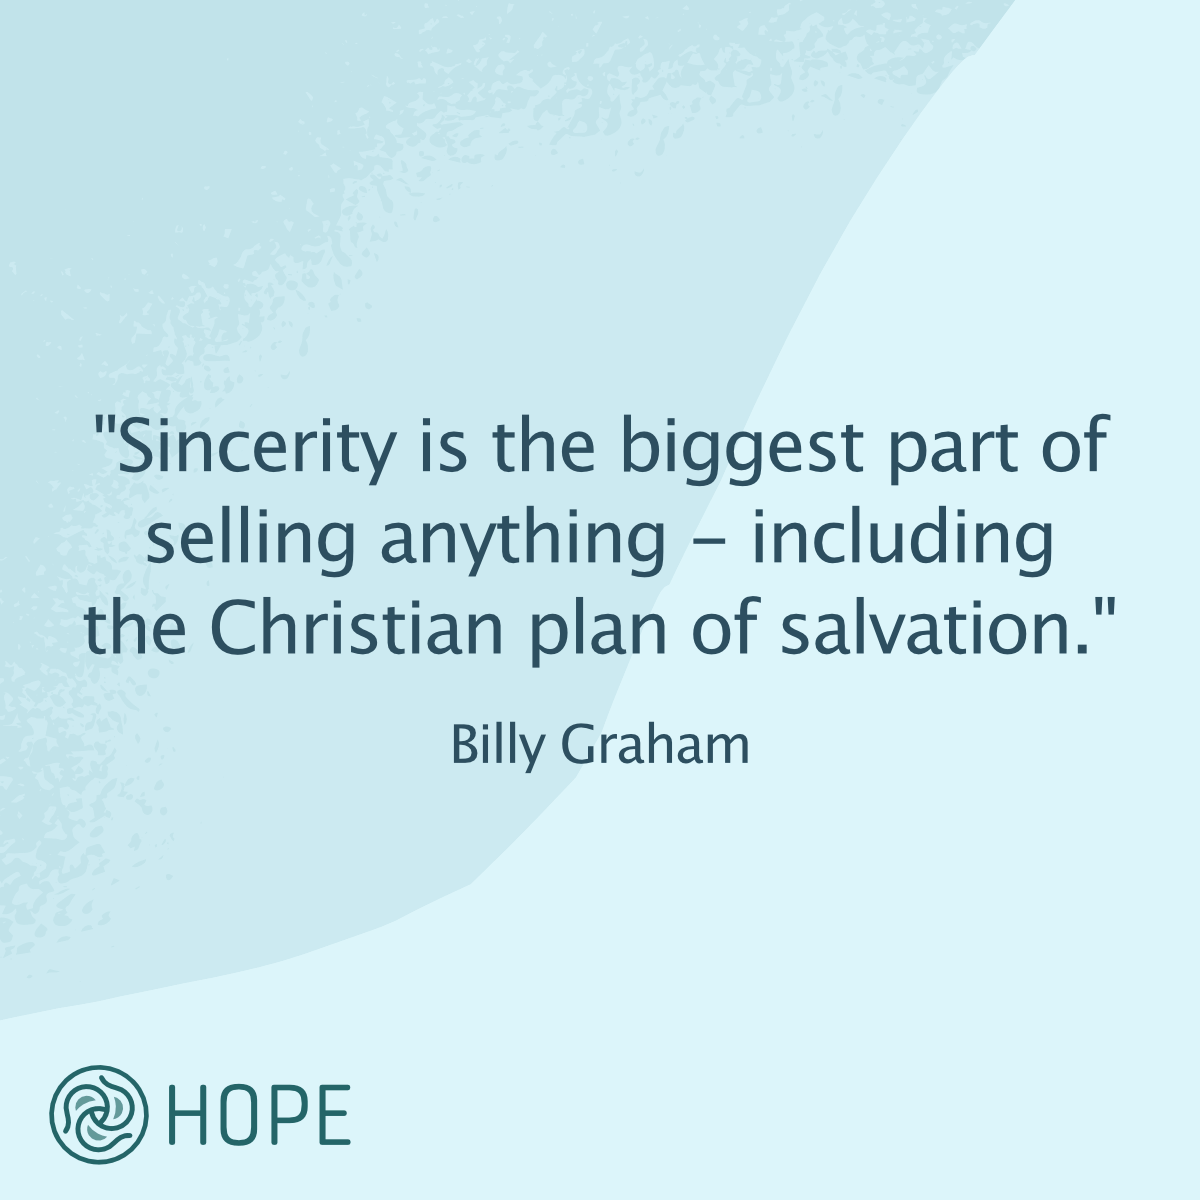 "Sincerity is the biggest part of
selling anything – including
the Christian plan of salvation."
Billy Graham
HOPE